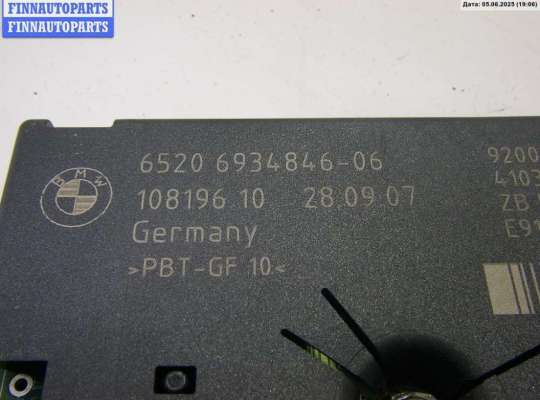 FINNAUTOPARTS
FINNAUTOPARTS
Дата: 05.06.2025 (19:06)
BMW
6520 6934846-06
108196 10 28.09.07
Germany
>PBT-GF 10<
9200
4103
ZB
E91